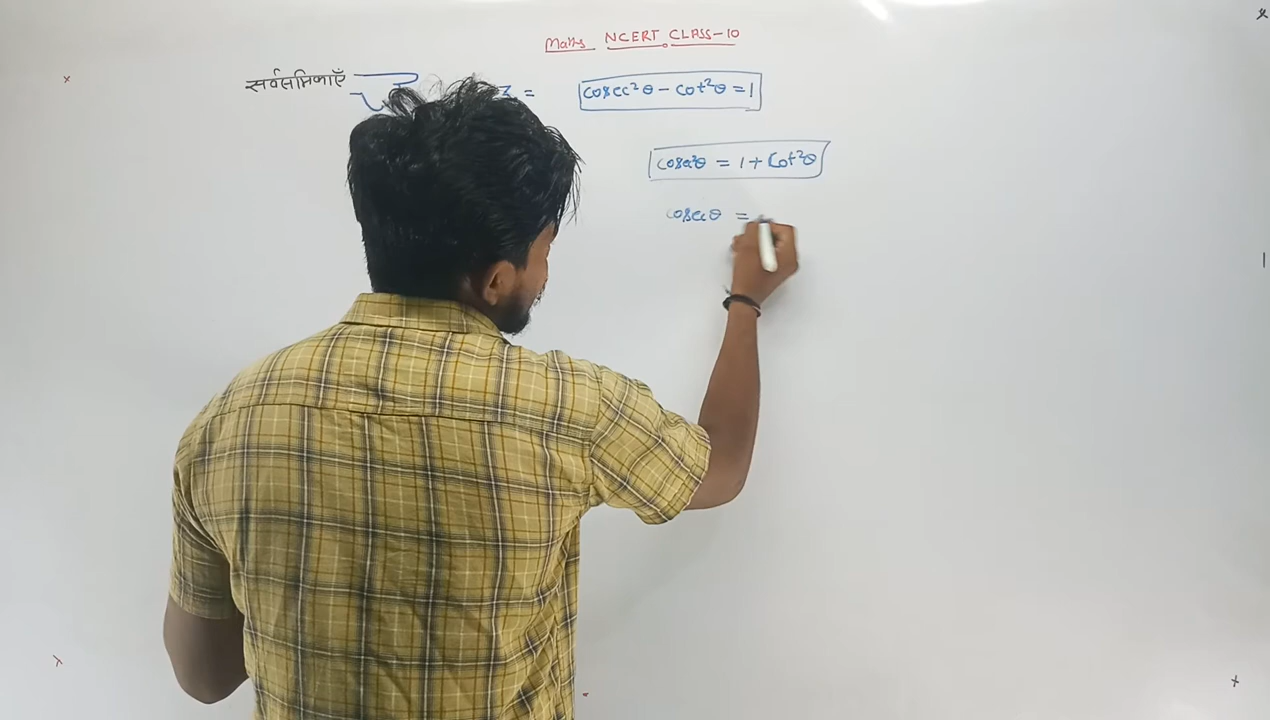 Maths NCERT CLASS-10
सर्वसमिकाएँ = cosec²θ - cot²θ = 1
cosec²θ = 1 + Cot²θ
cosecθ =